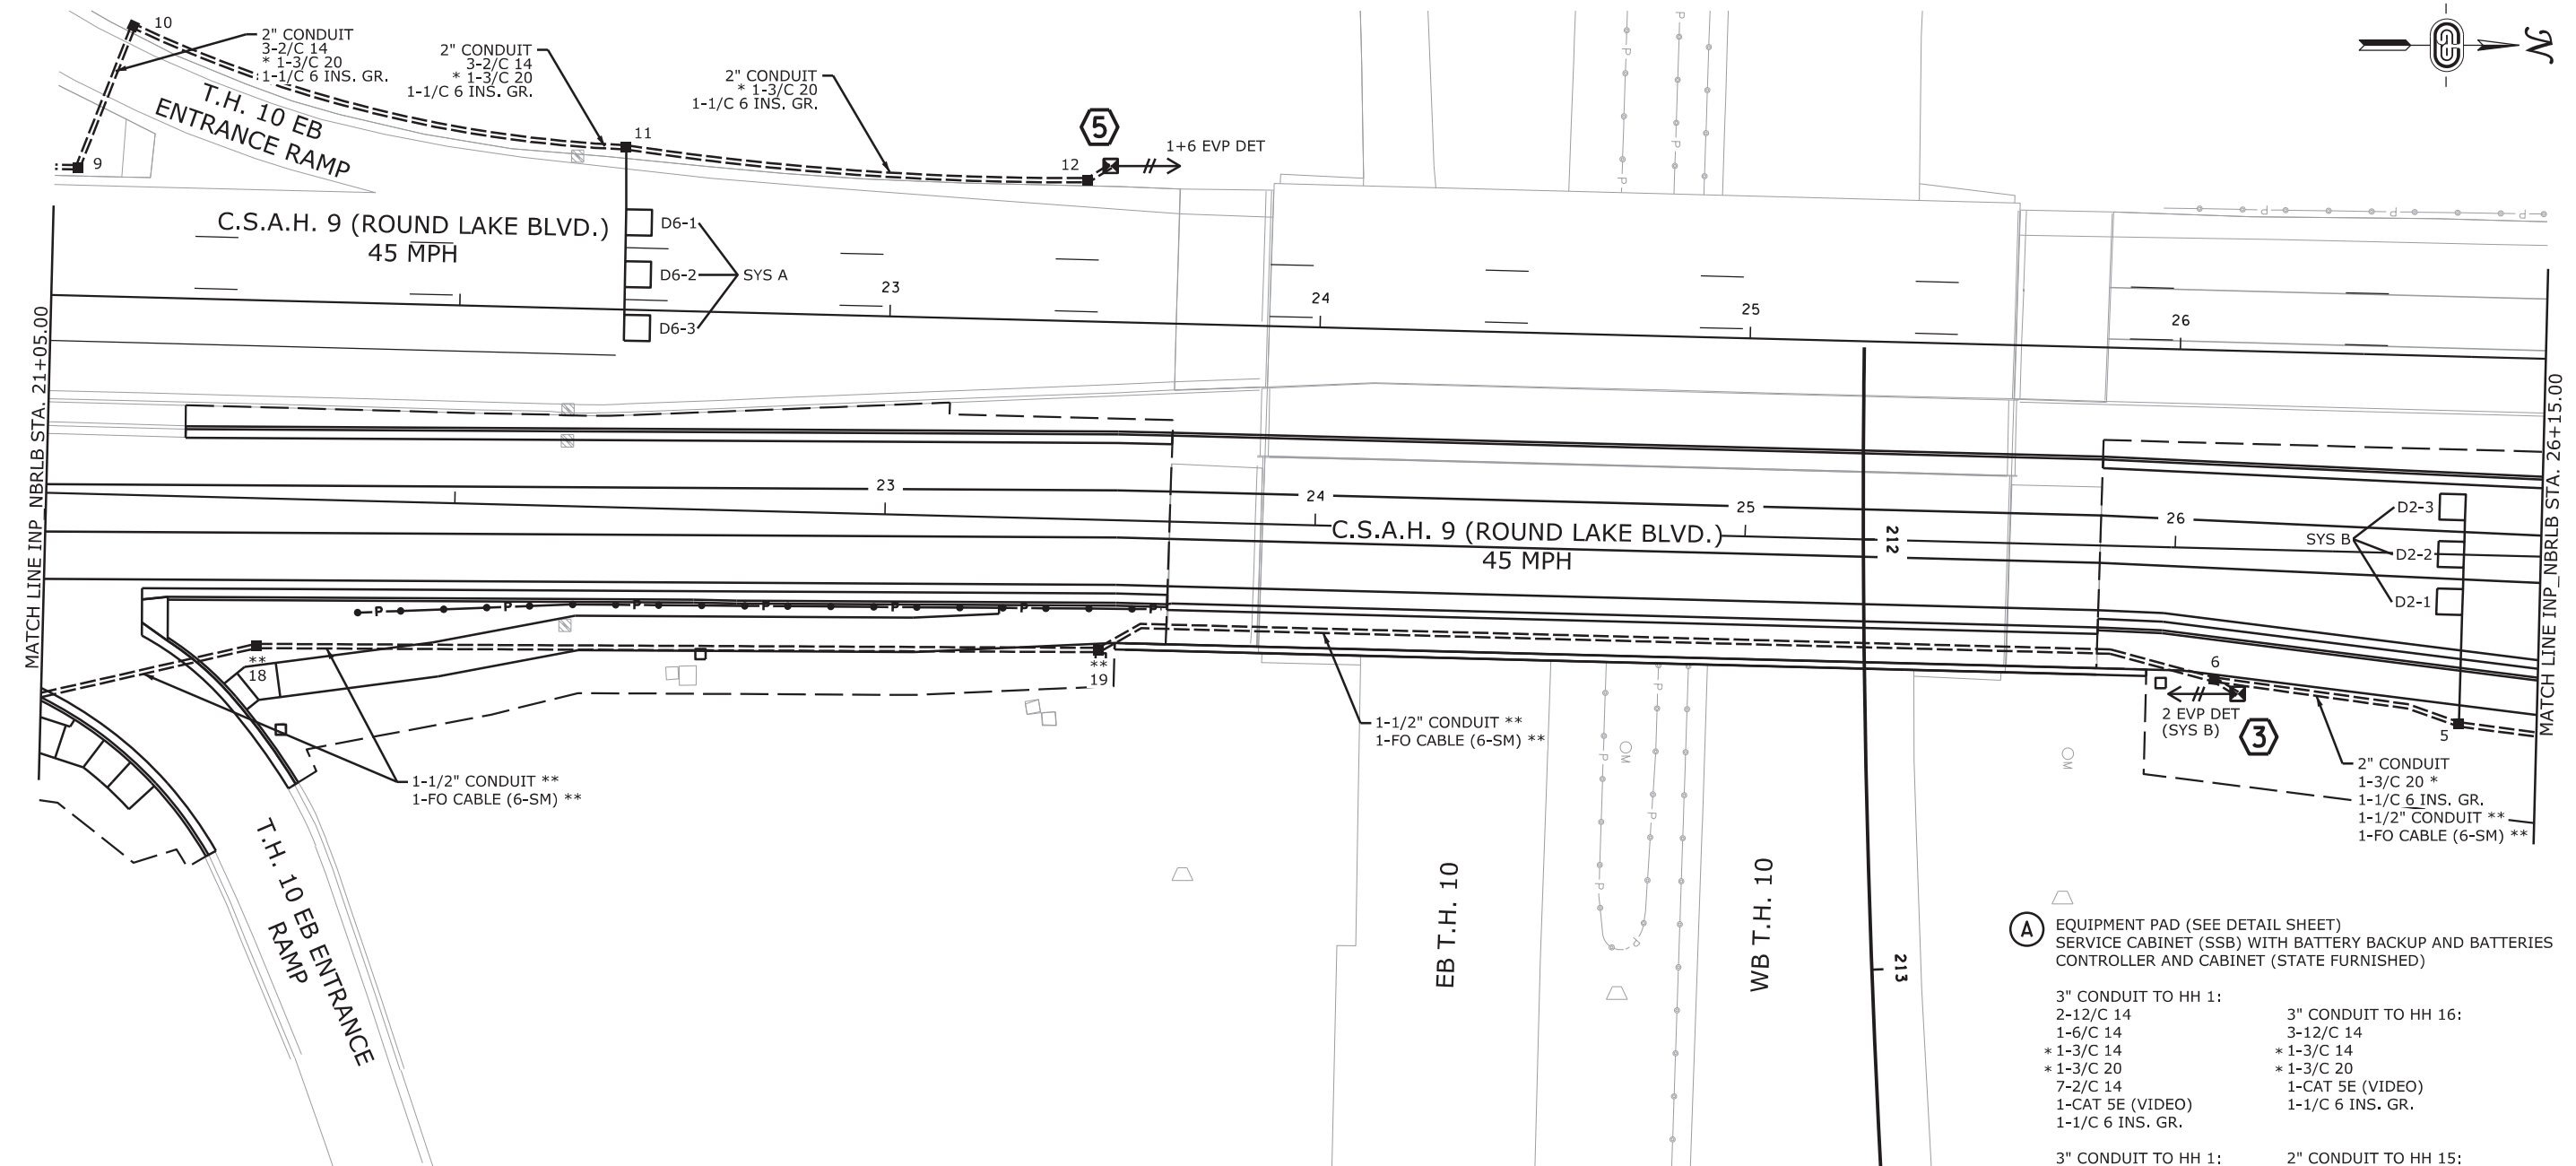 10
2" CONDUIT
3-2/C 14
* 1-3/C 20
1-1/C 6 INS. GR.
2" CONDUIT
3-2/C 14
* 1-3/C 20
1-1/C 6 INS. GR.
2" CONDUIT
* 1-3/C 20
1-1/C 6 INS. GR.
N
T.H. 10 EB
ENTRANCE RAMP
9
11
12
5
1+6 EVP DET
C.S.A.H. 9 (ROUND LAKE BLVD.)
45 MPH
D6-1
D6-2
D6-3
SYS A
23
24
25
26
MATCH LINE INP_NBRLB STA. 21+05.00
MATCH LINE INP_NBRLB STA. 26+15.00
23
24
25
26
C.S.A.H. 9 (ROUND LAKE BLVD.)
45 MPH
212
SYS B
D2-3
D2-2
D2-1
P P P P P P P
**
18
**
19
6
5
2 EVP DET
(SYS B)
3
1-1/2" CONDUIT **
1-FO CABLE (6-SM) **
1-1/2" CONDUIT **
1-FO CABLE (6-SM) **
2" CONDUIT
1-3/C 20 *
1-1/C 6 INS. GR.
1-1/2" CONDUIT **
1-FO CABLE (6-SM) **
T.H. 10 EB ENTRANCE
RAMP
EB T.H. 10
WB T.H. 10
213
A
EQUIPMENT PAD (SEE DETAIL SHEET)
SERVICE CABINET (SSB) WITH BATTERY BACKUP AND BATTERIES
CONTROLLER AND CABINET (STATE FURNISHED)
3" CONDUIT TO HH 1:
2-12/C 14
1-6/C 14
* 1-3/C 14
* 1-3/C 20
7-2/C 14
1-CAT 5E (VIDEO)
1-1/C 6 INS. GR.
3" CONDUIT TO HH 16:
3-12/C 14
* 1-3/C 14
* 1-3/C 20
1-CAT 5E (VIDEO)
1-1/C 6 INS. GR.
3" CONDUIT TO HH 1:
2" CONDUIT TO HH 15: